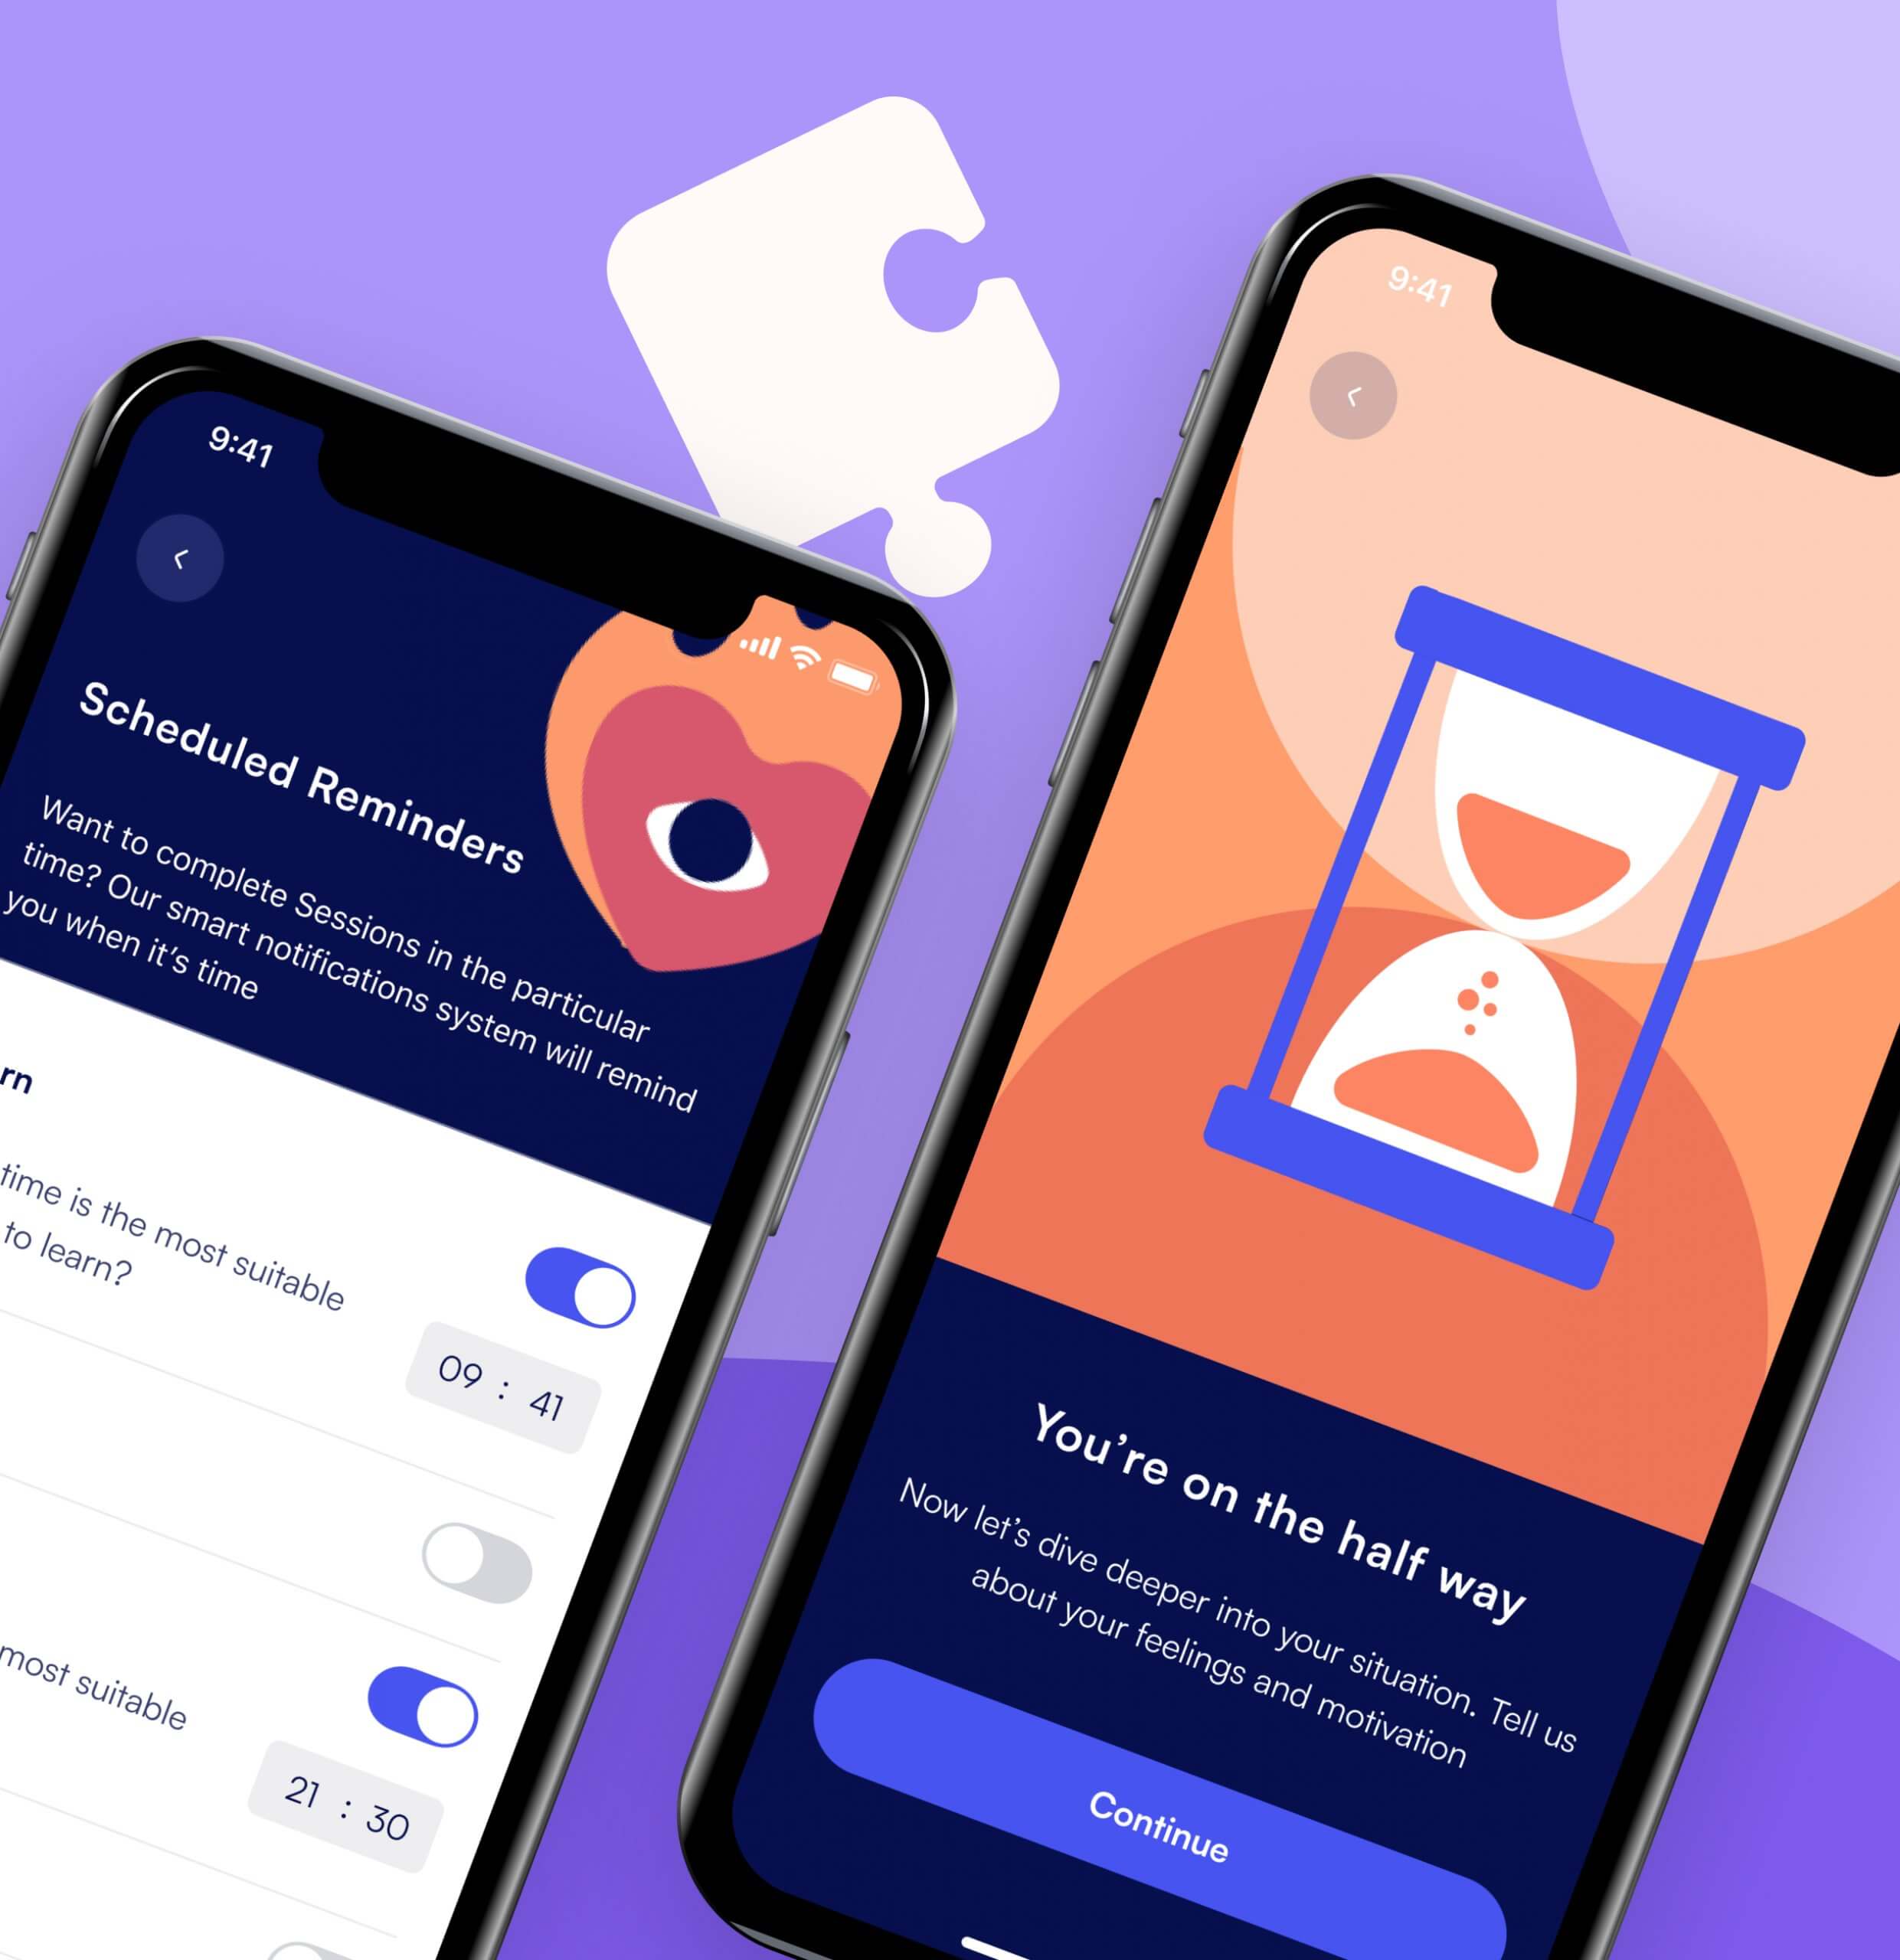 9:41
Scheduled Reminders
Want to complete Sessions in the particular
time? Our smart notifications system will remind
you when it's time
rn
time is the most suitable
to learn?
09 : 41
most suitable
21 : 30
9:41
You’re on the half way
Now let’s dive deeper into your situation. Tell us
about your feelings and motivation
Continue